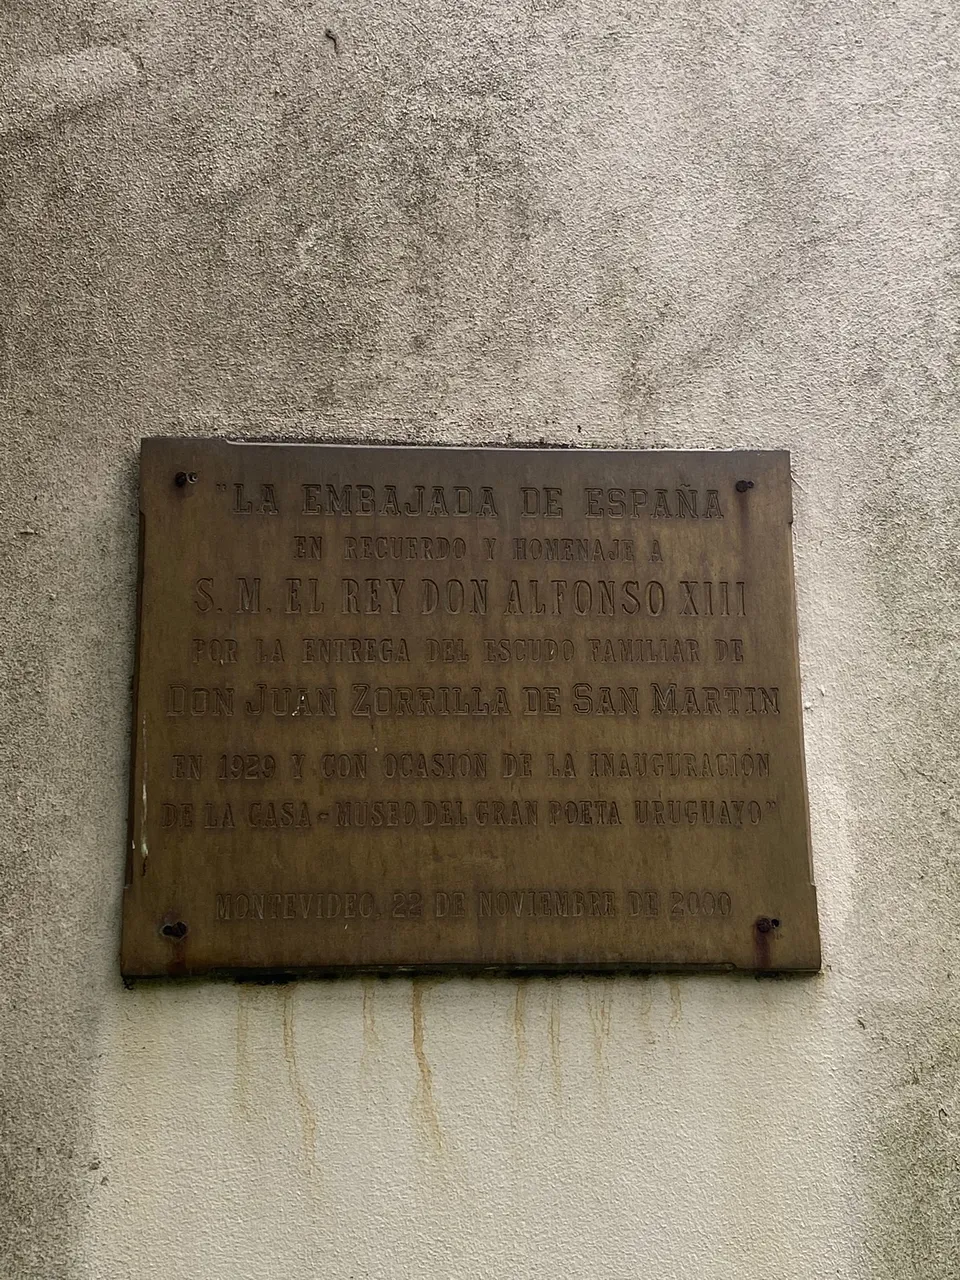 "LA EMBAJADA DE ESPAÑA
EN RECUERDO Y HOMENAJE A
S. M. EL REY DON ALFONSO XIII
POR LA ENTREGA DEL ESCUDO FAMILIAR DE
DON JUAN ZORRILLA DE SAN MARTIN
EN 1929 Y CON OCASION DE LA INAUGURACIÓN
DE LA CASA-MUSEO DEL GRAN POETA URUGUAYO"
MONTEVIDEO, 22 DE NOVIEMBRE DE 2000